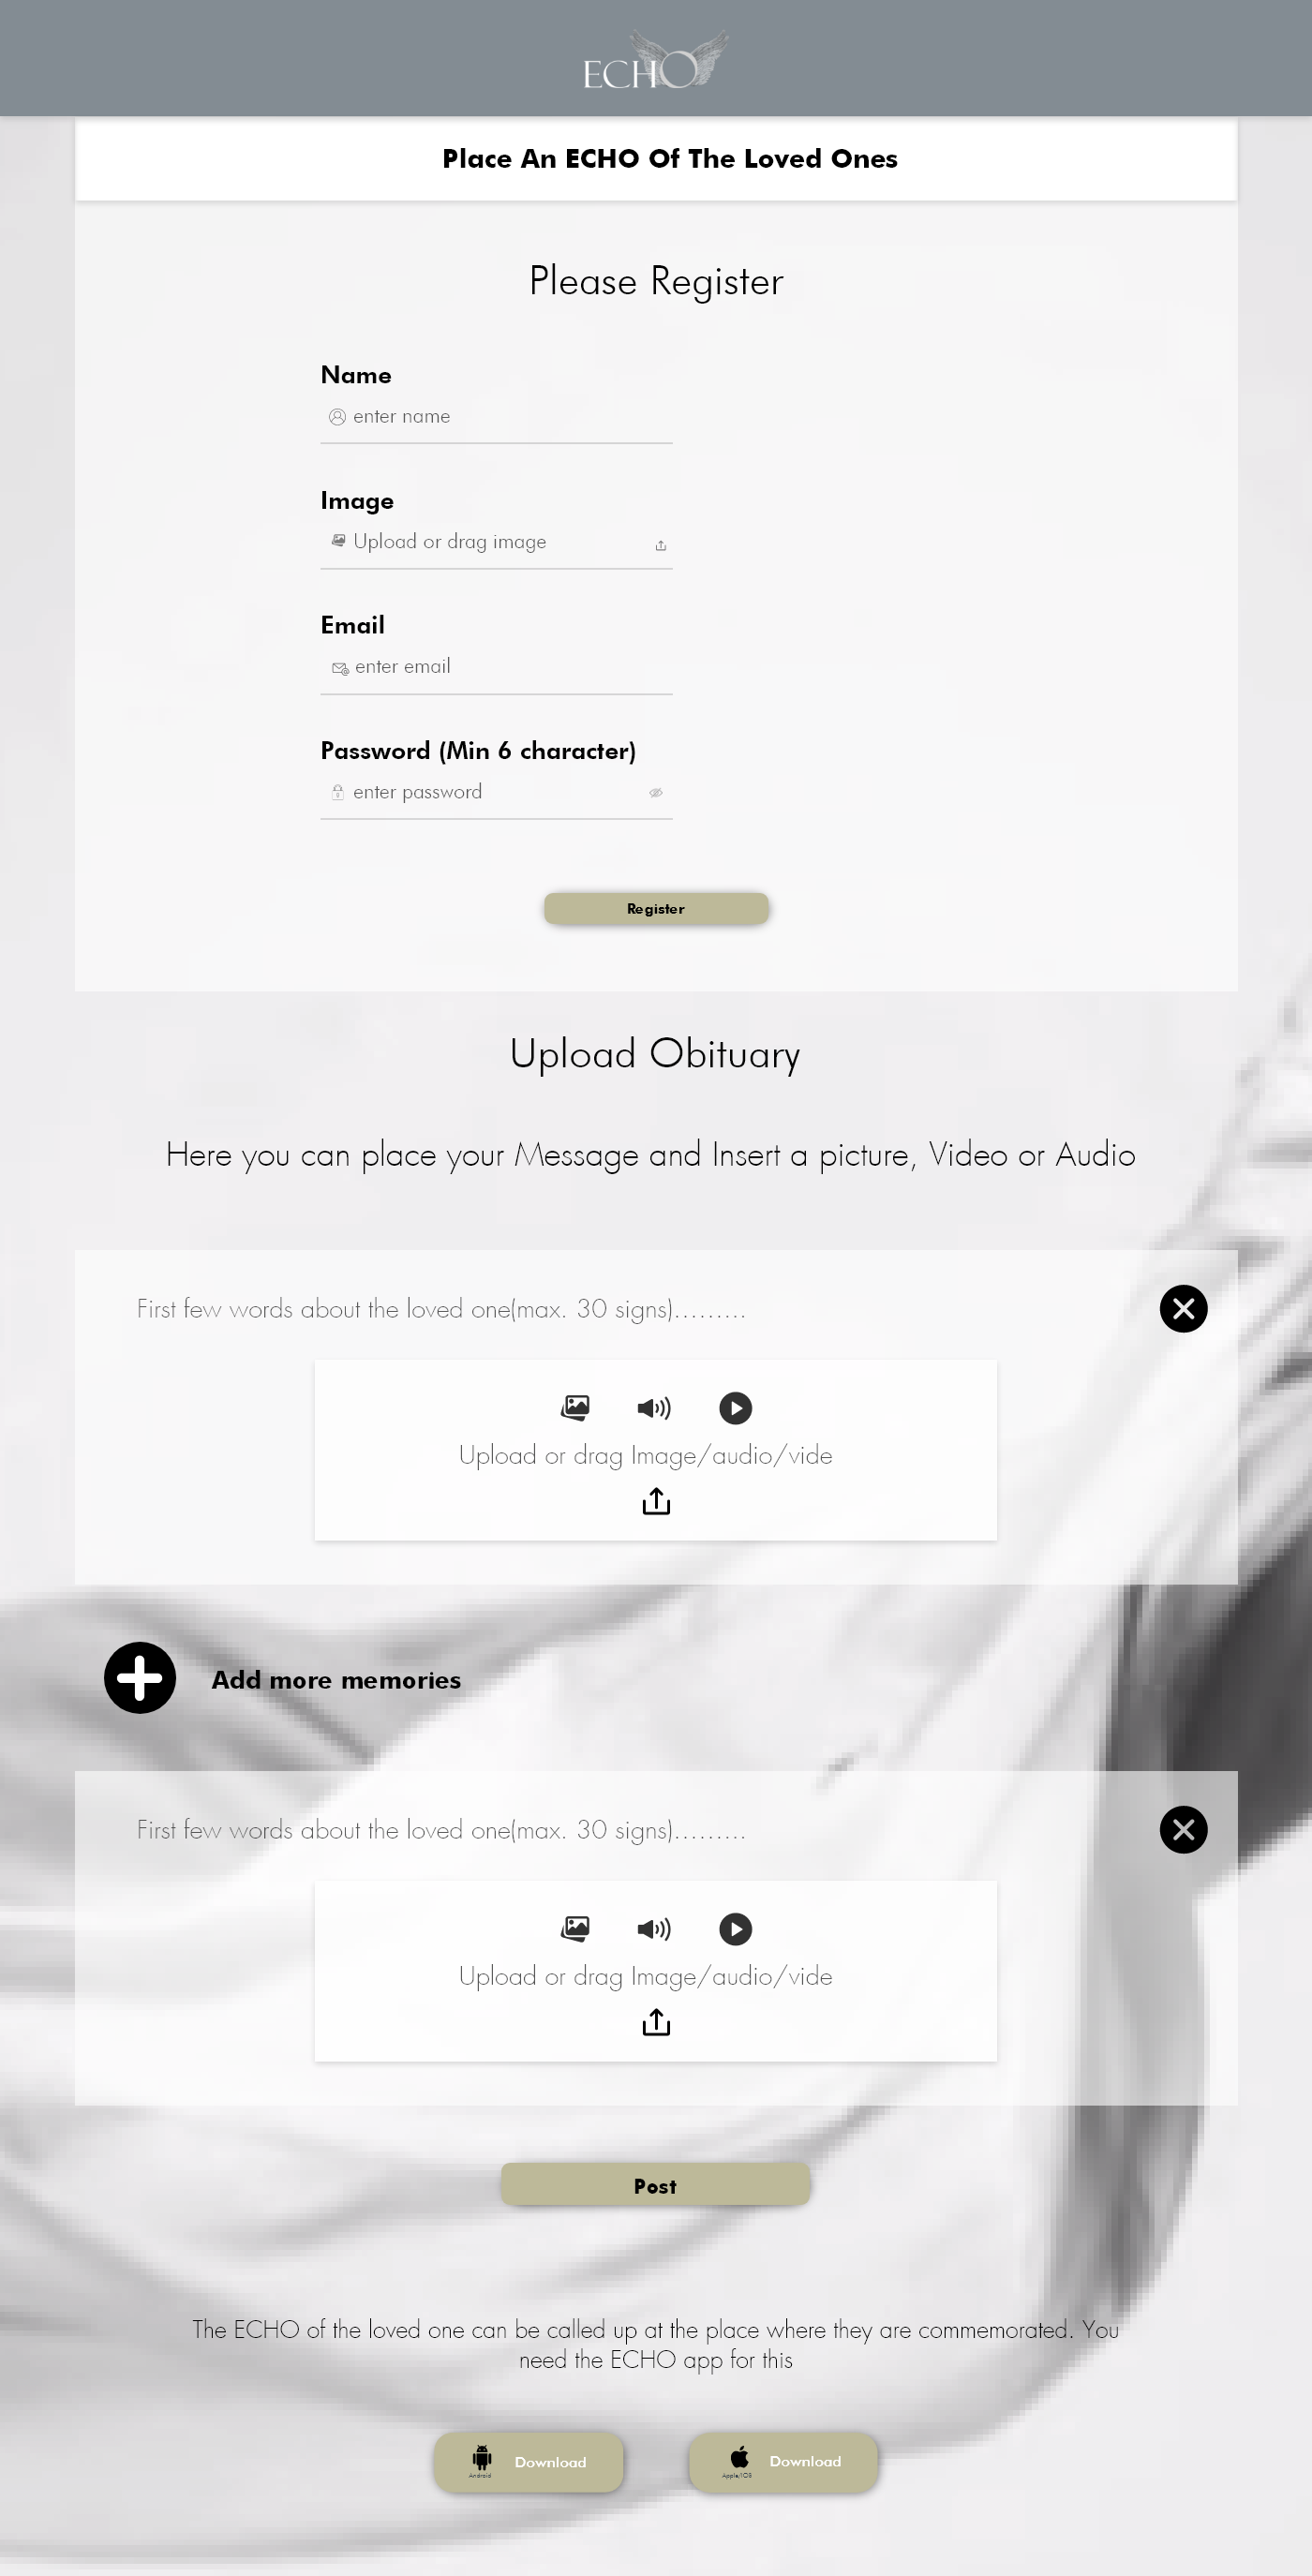 ECHO
Place An ECHO Of The Loved Ones
Please Register
Name
enter name
Image
Upload or drag image
Email
enter email
Password (Min 6 character)
enter password
Register
Upload Obituary
Here you can place your Message and Insert a picture, Video or Audio
First few words about the loved one(max. 30 signs).........
Upload or drag Image/audio/vide
Add more memories
First few words about the loved one(max. 30 signs).........
Upload or drag Image/audio/vide
Post
The ECHO of the loved one can be called up at the place where they are commemorated. You
need the ECHO app for this
Android
Download
Apple/IOS
Download